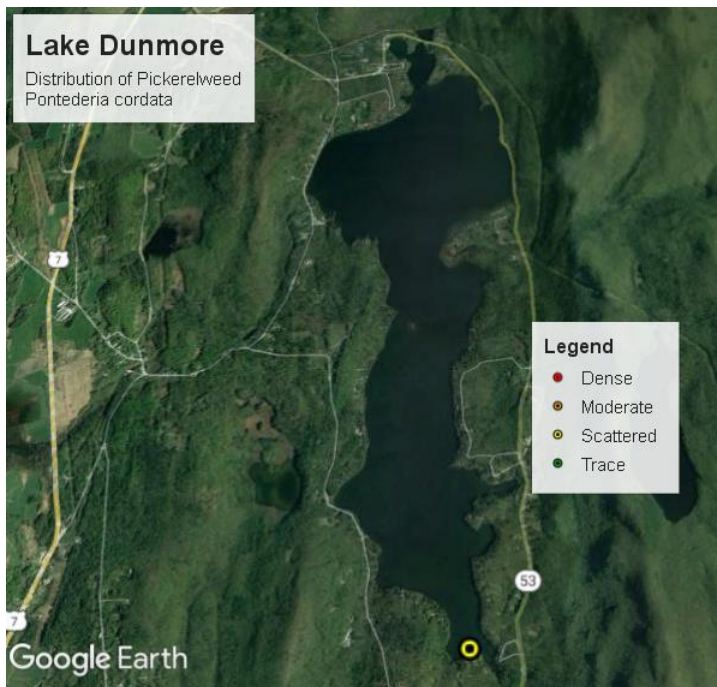 Lake Dunmore
Distribution of Pickerelweed
Pontederia cordata
7
Legend
Dense
Moderate
Scattered
Trace
53
7
Google Earth